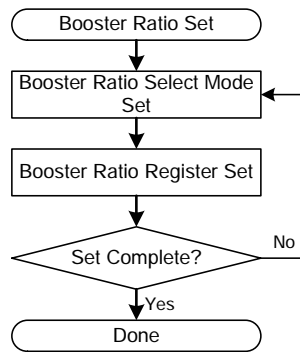 Booster Ratio Set
Booster Ratio Select Mode
Set
Booster Ratio Register Set
Set Complete?
No
Yes
Done